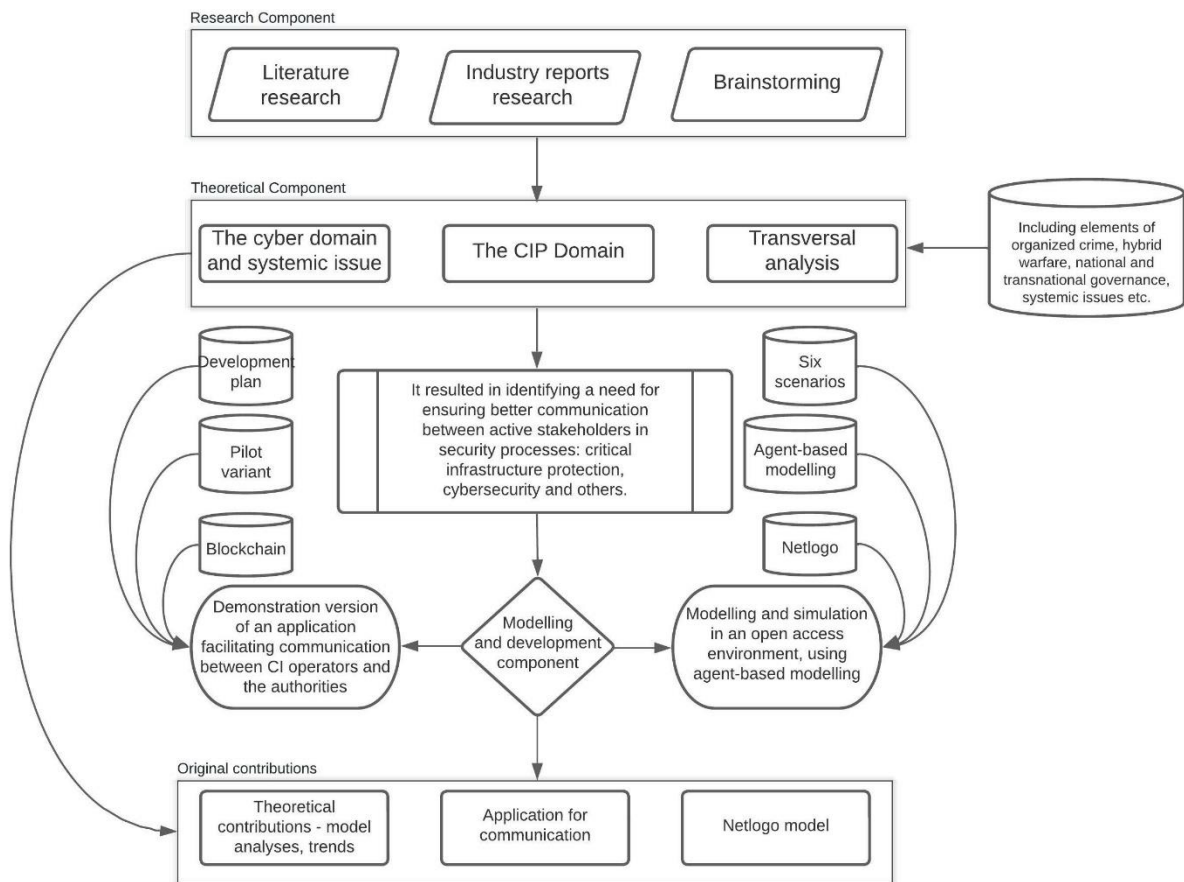 Research Component
Literature
research
Industry reports
research
Brainstorming
Theoretical Component
The cyber domain
and systemic issue
The CIP Domain
Transversal
analysis
Including elements of
organized crime, hybrid
warfare, national and
transnational governance,
systemic issues etc.
Development
plan
Pilot
variant
Blockchain
It resulted in identifying a need for
ensuring better communication
between active stakeholders in
security processes: critical
infrastructure protection,
cybersecurity and others.
Six
scenarios
Agent-based
modelling
Netlogo
Demonstration version
of an application
facilitating communication
between CI operators and
the authorities
Modelling
and development
component
Modelling and simulation
in an open access
environment, using
agent-based modelling
Original contributions
Theoretical
contributions - model
analyses, trends
Application for
communication
Netlogo model